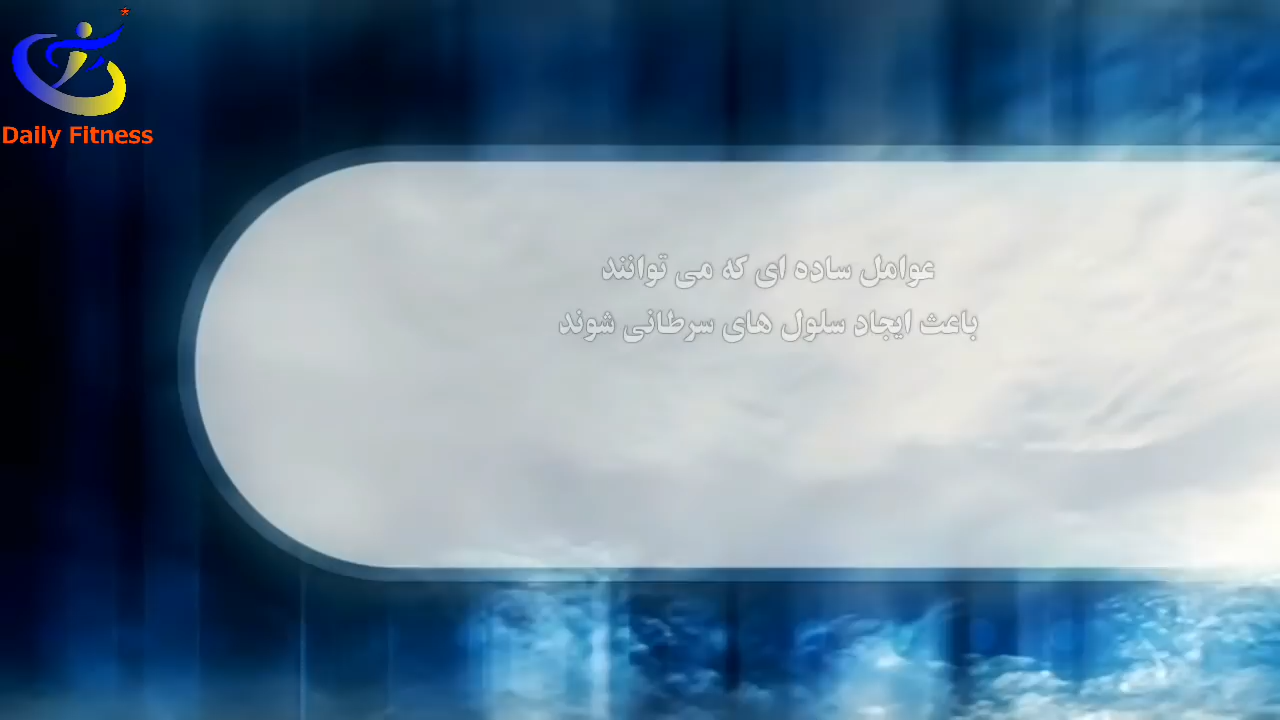 Daily Fitness
عوامل ساده ای که می توانند
باعث ایجاد سلول های سرطانی شوند